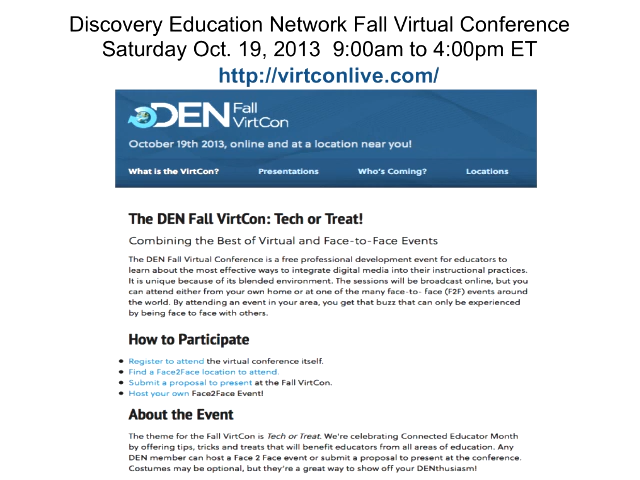 Discovery Education Network Fall Virtual Conference
Saturday Oct. 19, 2013 9:00am to 4:00pm ET
http://virtconlive.com/
DEN Fall
VirtCon
October 19th 2013, online and at a location near you!
What is the VirtCon? Presentations Who's Coming? Locations
The DEN Fall VirtCon: Tech or Treat!
Combining the Best of Virtual and Face-to-Face Events
The DEN Fall Virtual Conference is a free professional development event for educators to
learn about the most effective ways to integrate digital media into their instructional practices.
It is unique because of its blended environment. The sessions will be broadcast online, but you
can attend either from your own home or at one of the many face-to- face (F2F) events around
the world. By attending an event in your area, you get that buzz that can only be experienced
by being face to face with others.
How to Participate
• Register to attend the virtual conference itself.
• Find a Face2Face location to attend.
• Submit a proposal to present at the Fall VirtCon.
• Host your own Face2Face Event!
About the Event
The theme for the Fall VirtCon is Tech or Treat. We're celebrating Connected Educator Month
by offering tips, tricks and treats that will benefit educators from all areas of education. Any
DEN member can host a Face 2 Face event or submit a proposal to present at the conference.
Costumes may be optional, but they're a great way to show off your DENthusiasm!